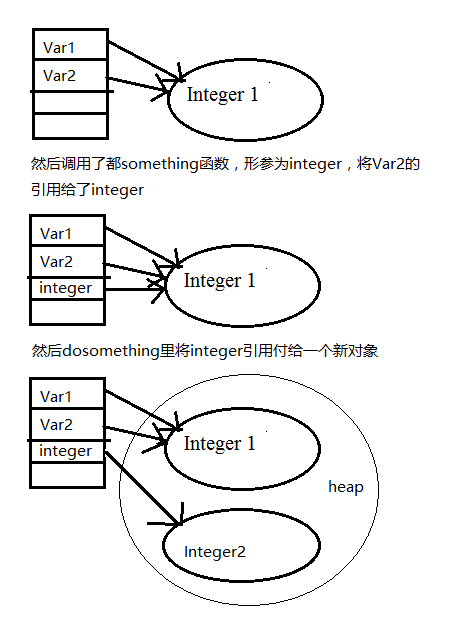 Var1
Var2
Integer 1
然后调用了都something函数，形参为integer，将Var2的
引用给了integer
Var1
Var2
integer
Integer 1
然后dosomething里将integer引用付给一个新对象
Var1
Var2
integer
Integer 1
heap
Integer2